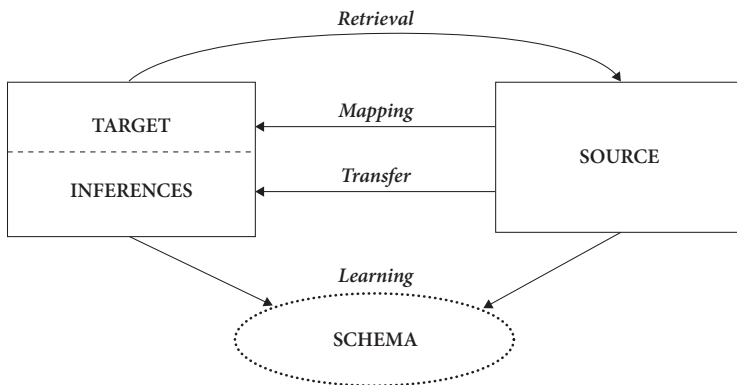 Retrieval
Mapping
TARGET
SOURCE
Transfer
INFERENCES
Learning
SCHEMA